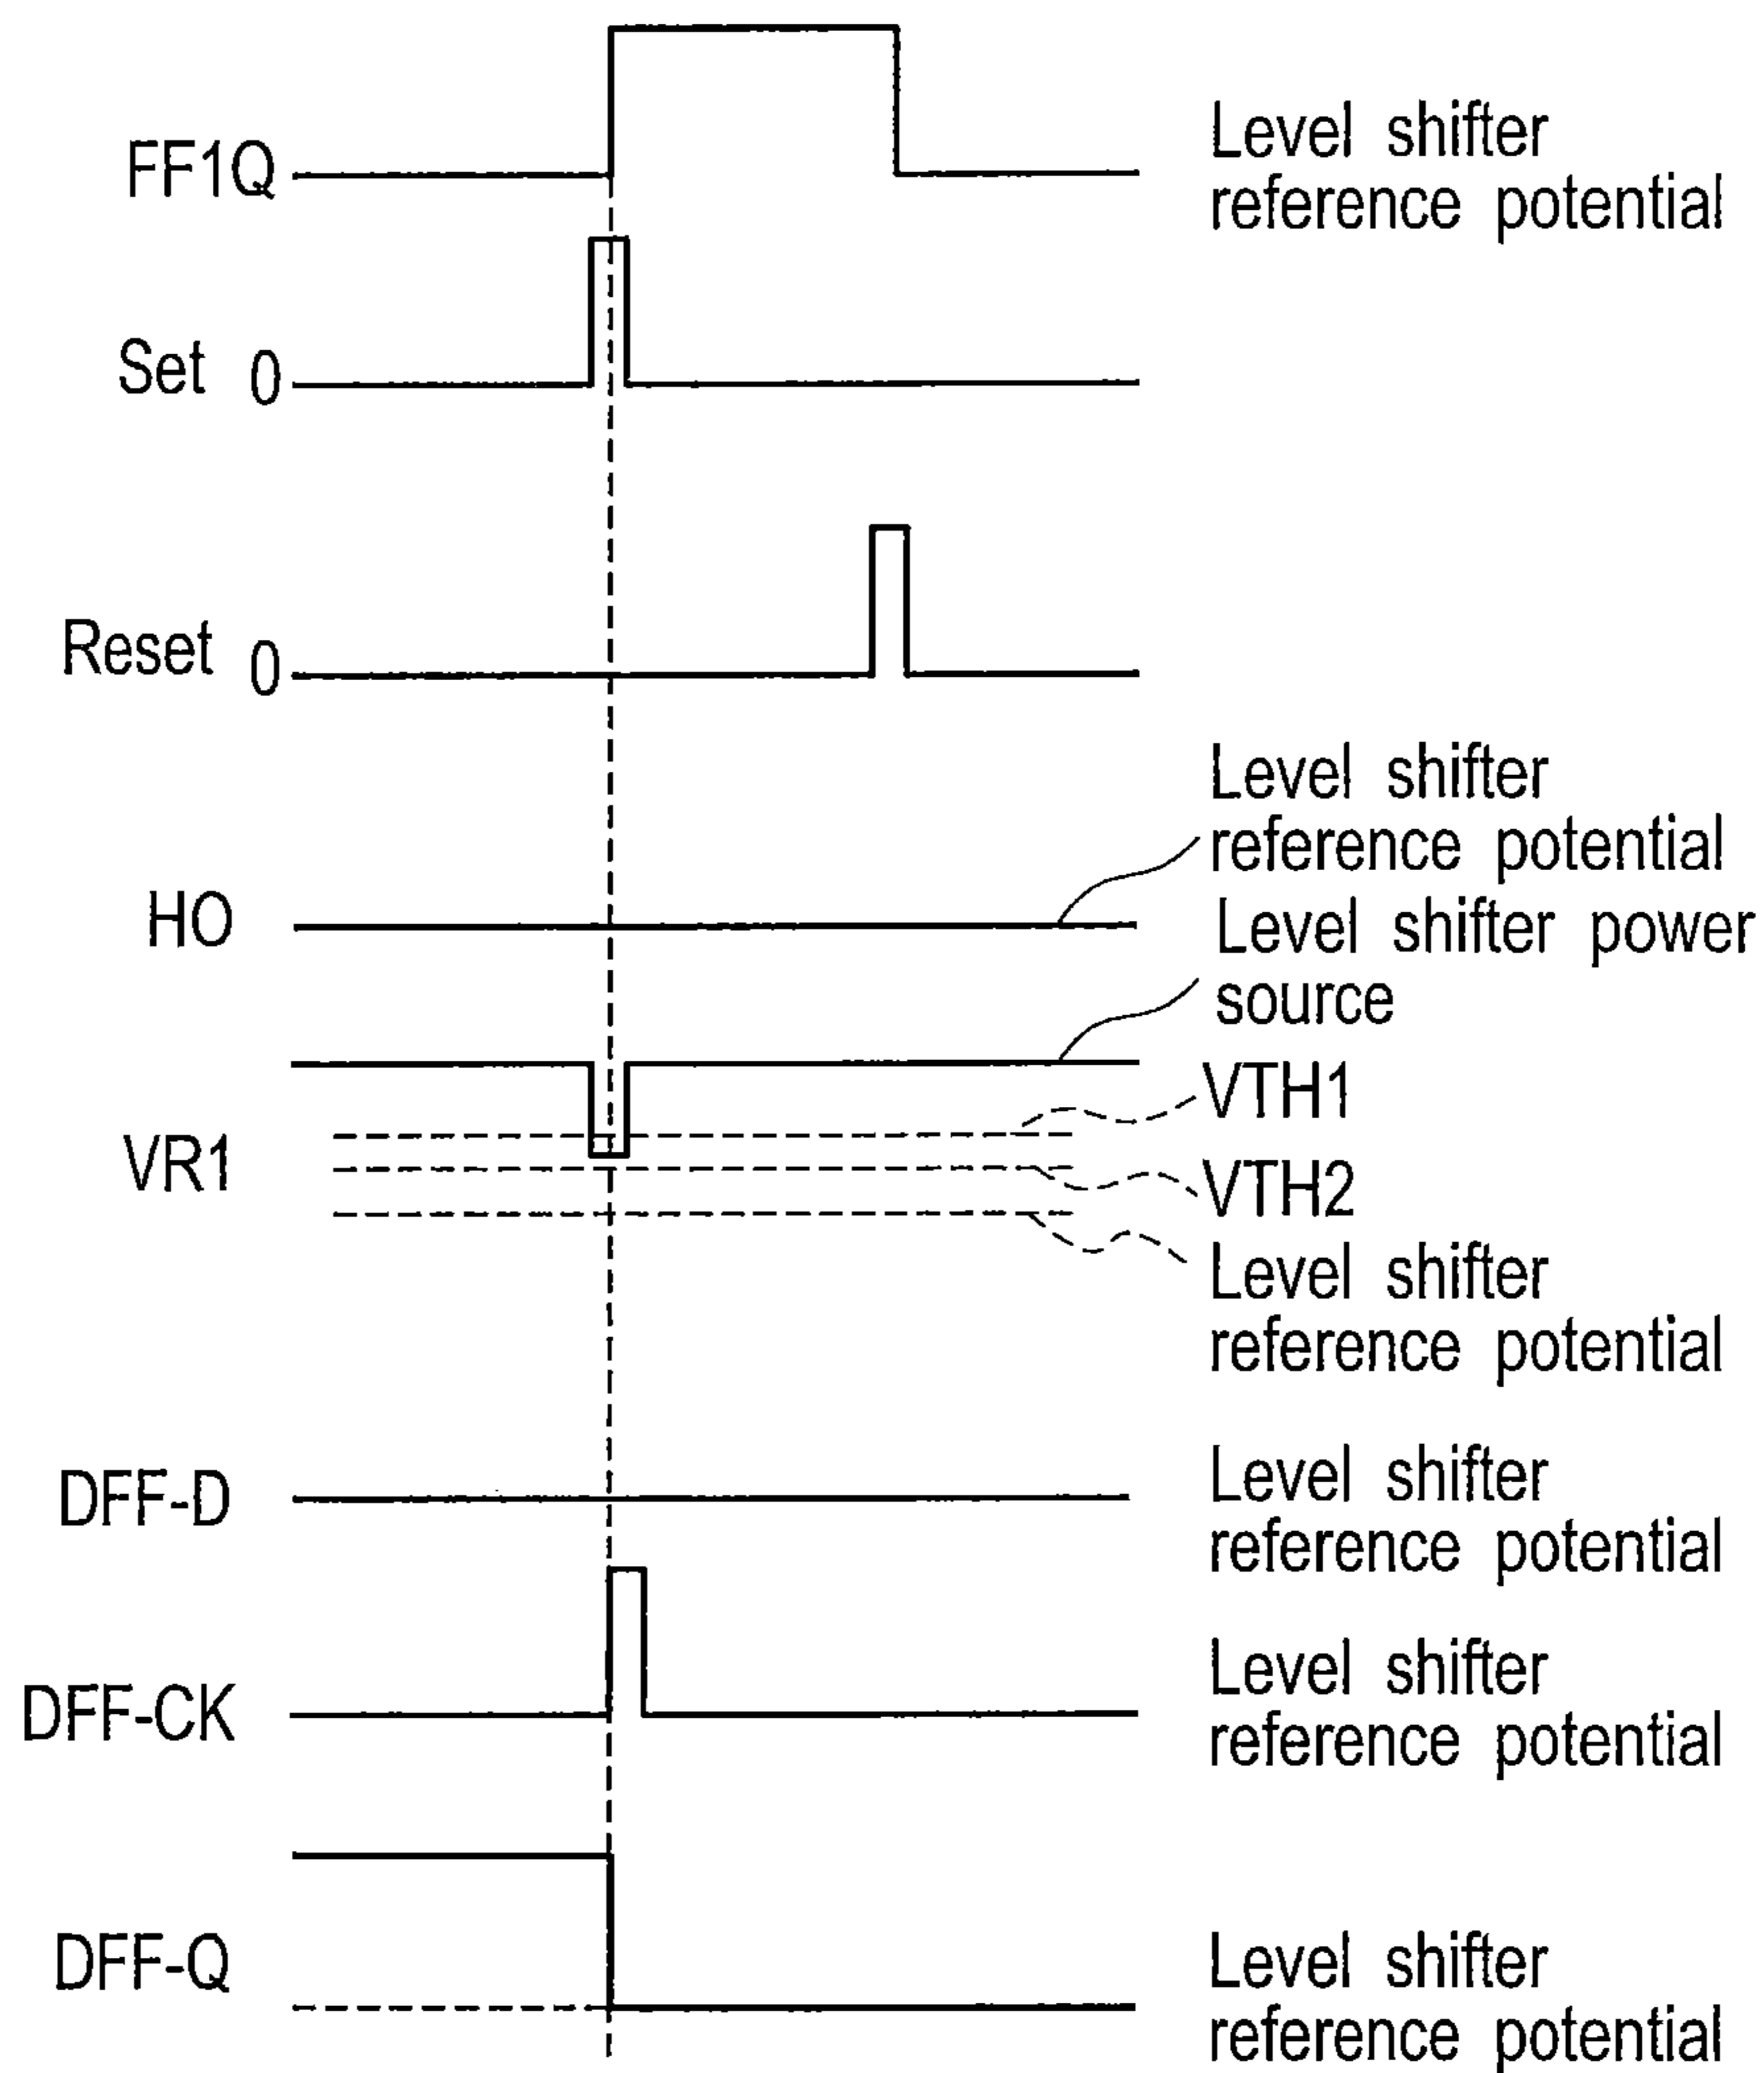 FF1Q
Level shifter
reference potential
Set 0
Reset 0
Level shifter
reference potential
HO
Level shifter power
source
VTH1
VR1
VTH2
Level shifter
reference potential
DFF-D
Level shifter
reference potential
DFF-CK
Level shifter
reference potential
DFF-Q
Level shifter
reference potential